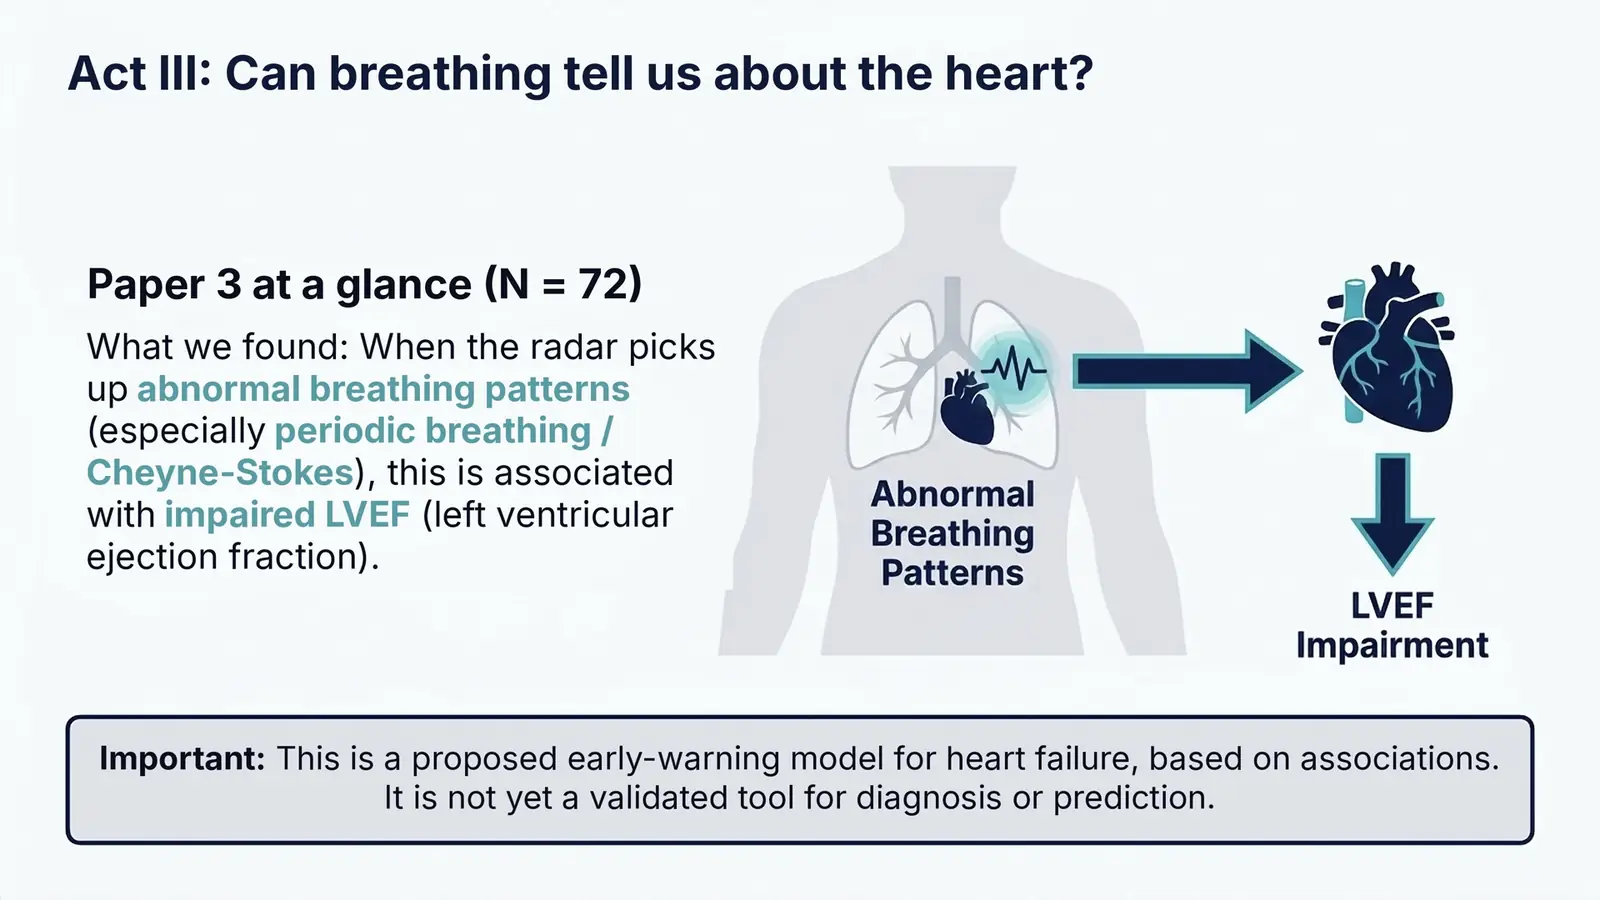 Act III: Can breathing tell us about the heart?
Paper 3 at a glance (N = 72)
What we found: When the radar picks
up abnormal breathing patterns
(especially periodic breathing /
Cheyne-Stokes), this is associated
with impaired LVEF (left ventricular
ejection fraction).
Abnormal
Breathing
Patterns
LVEF
Impairment
Important: This is a proposed early-warning model for heart failure, based on associations.
It is not yet a validated tool for diagnosis or prediction.